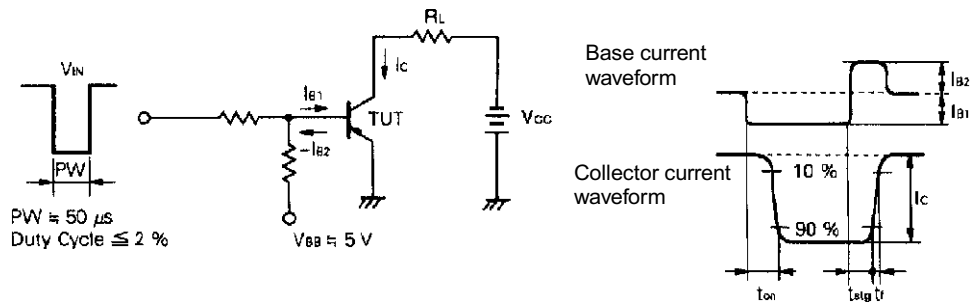 VIN
PW
PW ≒ 50 μs
Duty Cycle ≦ 2 %
IB1
−IB2
TUT
VBB ≒ 5 V
IC
RL
VCC
Base current
waveform
IB2
IB1
Collector current
waveform
10 %
90 %
IC
ton
tstg
tf